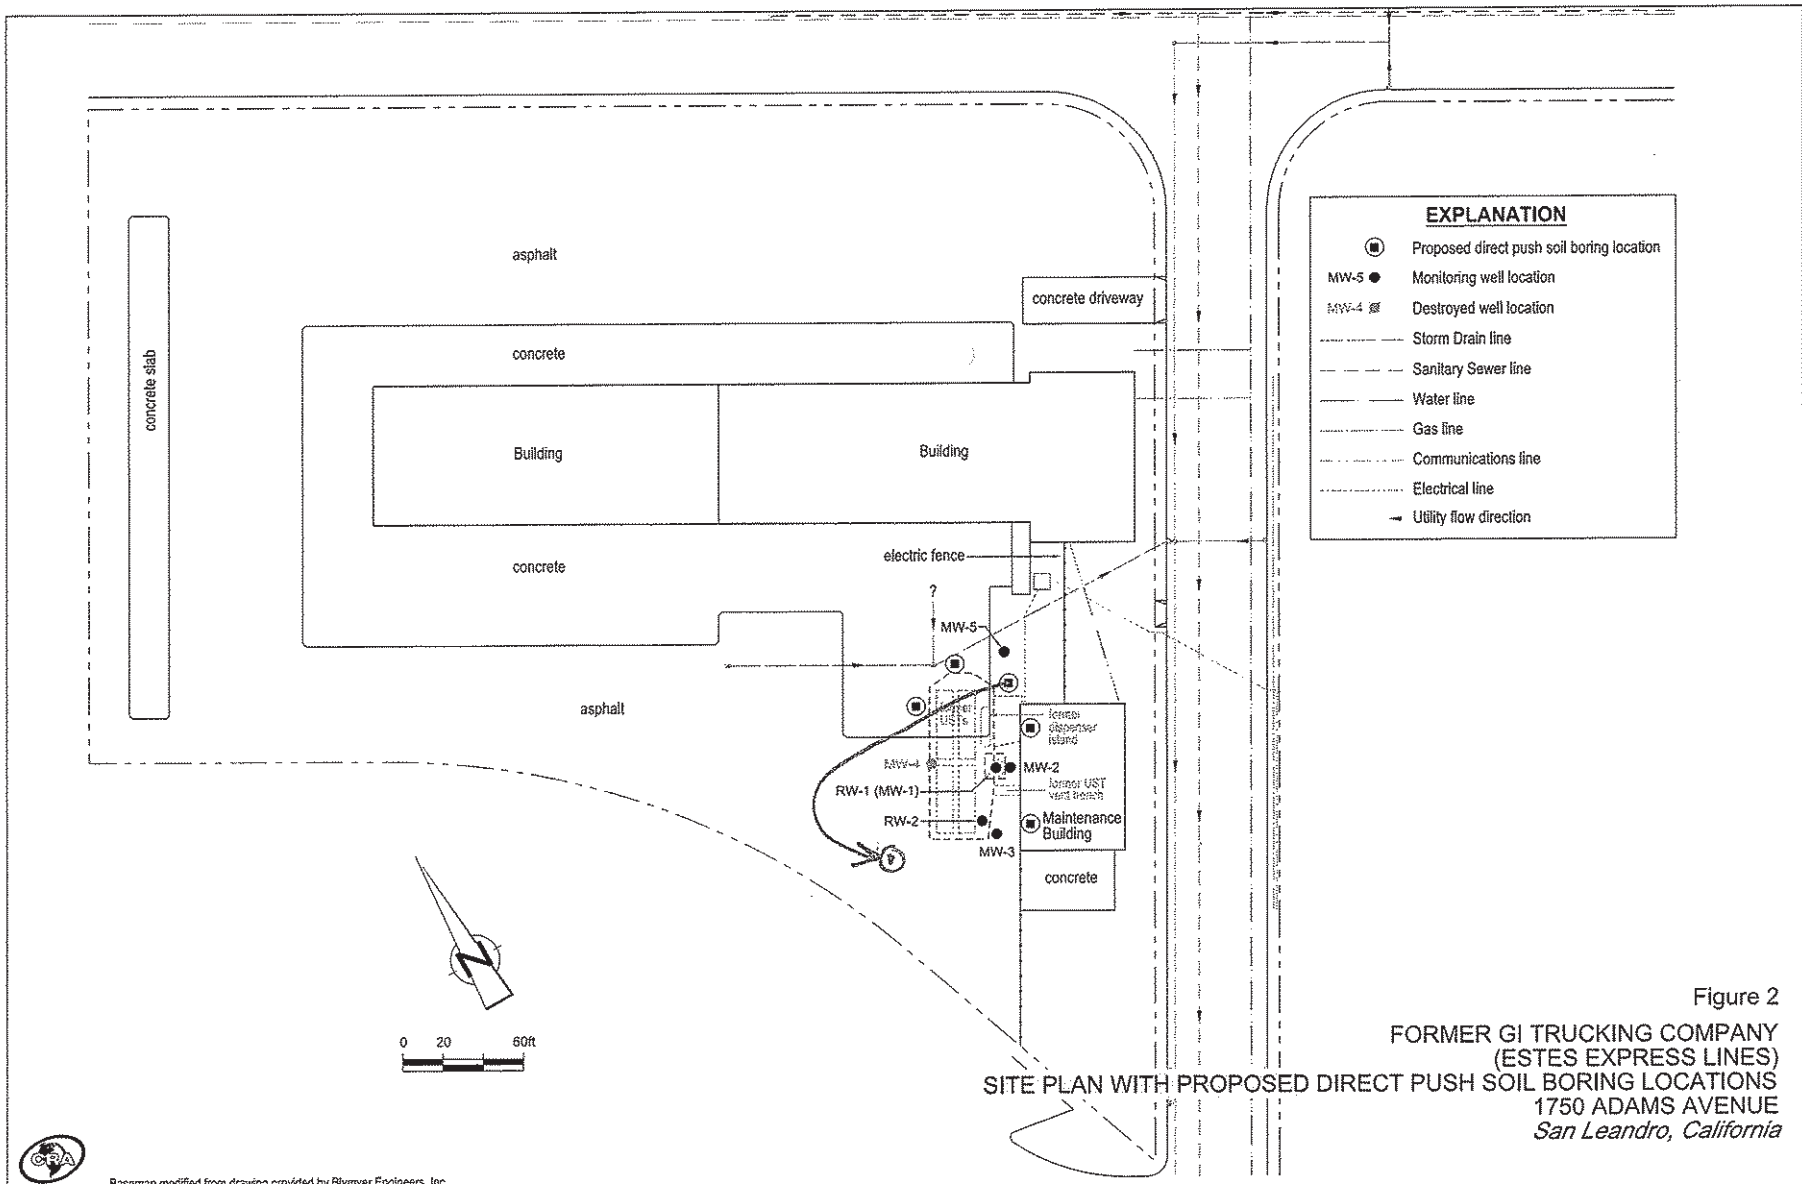 asphalt
concrete driveway
concrete
concrete slab
Building
Building
concrete
electric fence
?
MW-5
asphalt
former
USTs
former
dispenser
island
MW-4
MW-2
RW-1 (MW-1)
former UST
vent trench
RW-2
Maintenance
Building
MW-3
concrete
EXPLANATION
Proposed direct push soil boring location
MW-5 Monitoring well location
MW-4 Destroyed well location
Storm Drain line
Sanitary Sewer line
Water line
Gas line
Communications line
Electrical line
Utility flow direction
N
0 20 60ft
Figure 2
FORMER GI TRUCKING COMPANY
(ESTES EXPRESS LINES)
SITE PLAN WITH PROPOSED DIRECT PUSH SOIL BORING LOCATIONS
1750 ADAMS AVENUE
San Leandro, California
CRA
Basemap modified from drawing provided by Blymyer Engineers, Inc.